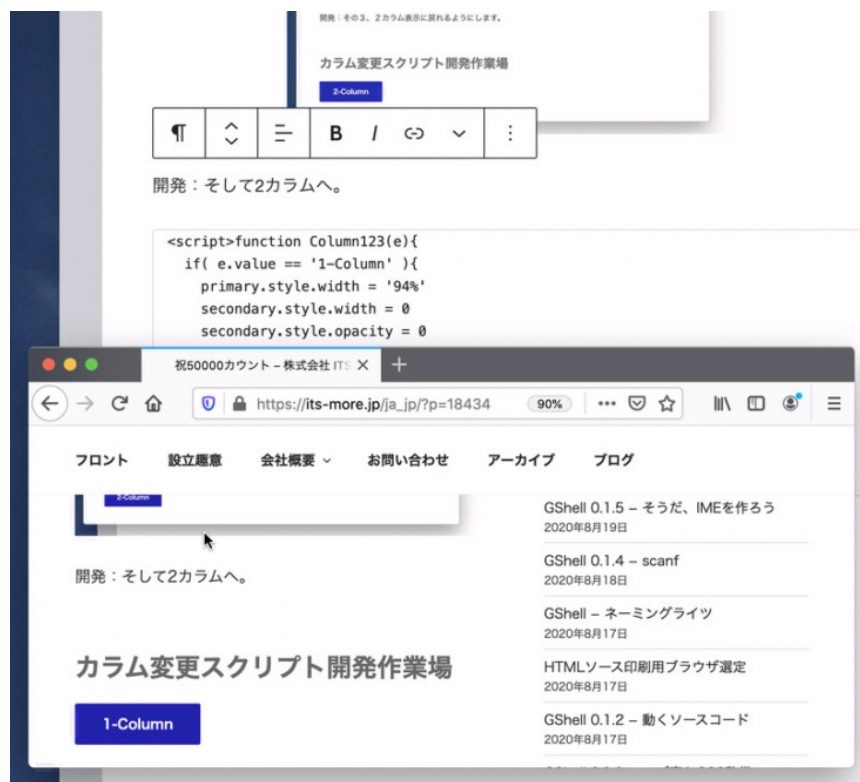 開発：その3、2カラム表示に戻れるようにします。
カラム変更スクリプト開発作業場
2-Column
¶
B I
開発：そして2カラムへ。
<script>function Column123(e){
if( e.value == '1-Column' ){
primary.style.width = '94%'
secondary.style.width = 0
secondary.style.opacity = 0
祝50000カウント – 株式会社 ITS
https://its-more.jp/ja_jp/?p=18434
90%
フロント 設立趣意 会社概要 お問い合わせ アーカイブ ブログ
2-Column
開発：そして2カラムへ。
カラム変更スクリプト開発作業場
1-Column
GShell 0.1.5 – そうだ、IMEを作ろう
2020年8月19日
GShell 0.1.4 – scanf
2020年8月18日
GShell – ネーミングライツ
2020年8月17日
HTMLソース印刷用ブラウザ選定
2020年8月17日
GShell 0.1.2 – 動くソースコード
2020年8月17日